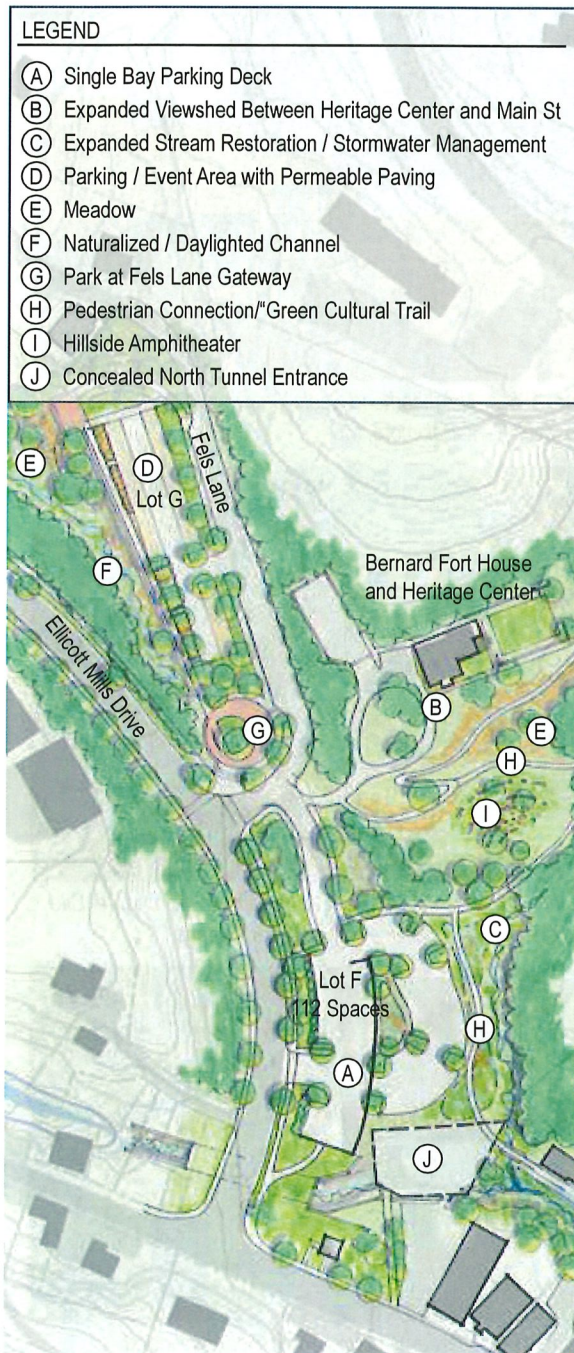 LEGEND
A Single Bay Parking Deck
B Expanded Viewshed Between Heritage Center and Main St
C Expanded Stream Restoration / Stormwater Management
D Parking / Event Area with Permeable Paving
E Meadow
F Naturalized / Daylighted Channel
G Park at Fels Lane Gateway
H Pedestrian Connection/"Green Cultural Trail
I Hillside Amphitheater
J Concealed North Tunnel Entrance
E
D
Lot G
Fels Lane
F
Bernard Fort House
and Heritage Center
Ellicott Mills Drive
B
G
E
H
I
C
Lot F
112 Spaces
H
A
J